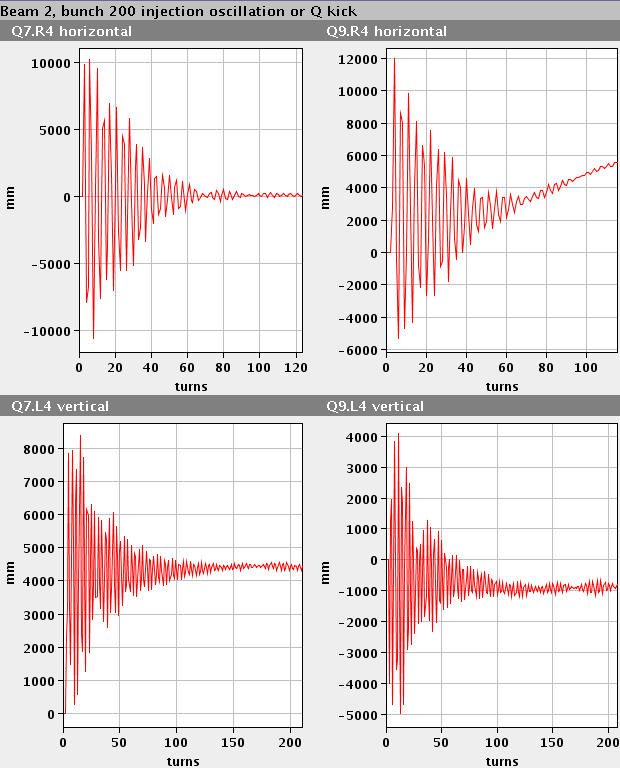 Beam 2, bunch 200 injection oscillation or Q kick
Q7.R4 horizontal
10000
5000
0
-5000
-10000
mm
0 20 40 60 80 100 120
turns
Q9.R4 horizontal
12000
10000
8000
6000
4000
2000
0
-2000
-4000
-6000
mm
0 20 40 60 80 100
turns
Q7.L4 vertical
8000
7000
6000
5000
4000
3000
2000
1000
0
mm
0 50 100 150 200
turns
Q9.L4 vertical
4000
3000
2000
1000
0
-1000
-2000
-3000
-4000
-5000
mm
0 50 100 150 200
turns